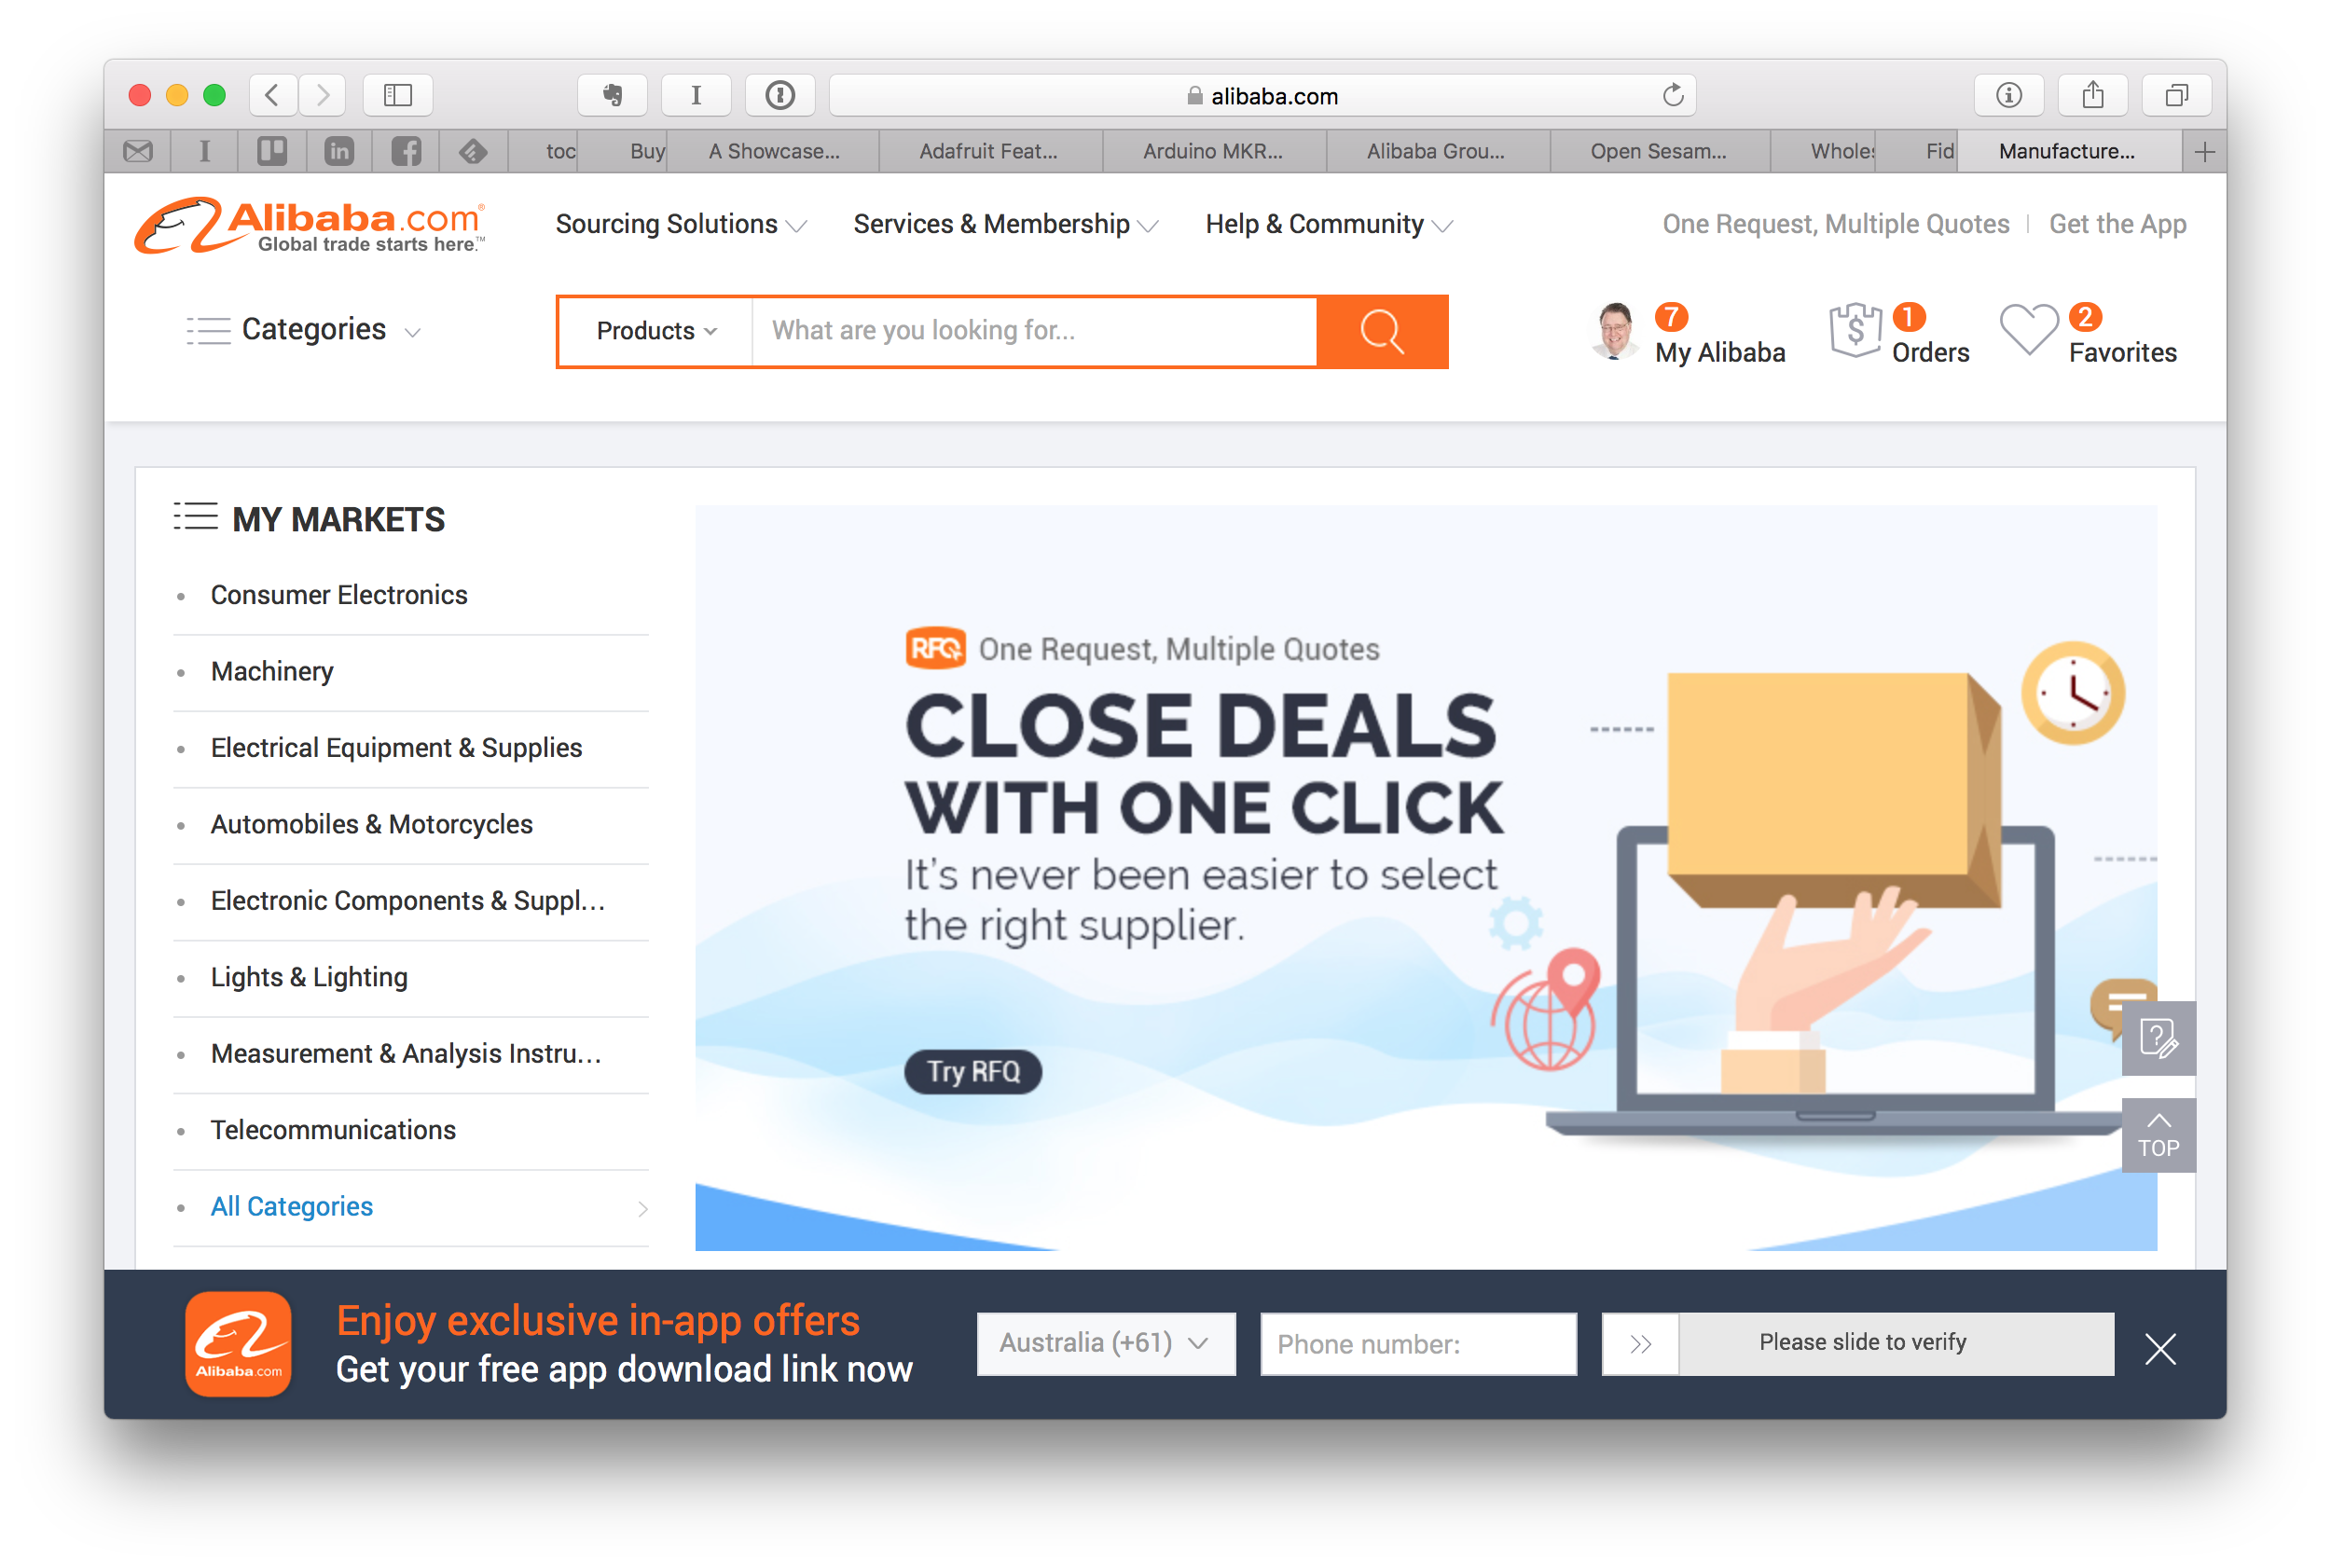 alibaba.com
toc
Buy
A Showcase...
Adafruit Feat...
Arduino MKR...
Alibaba Grou...
Open Sesam...
Wholes
Fid
Manufacture...
Alibaba.com®
Global trade starts here.™
Sourcing Solutions
Services & Membership
Help & Community
One Request, Multiple Quotes
Get the App
Categories
Products
What are you looking for...
7
My Alibaba
1
Orders
2
Favorites
MY MARKETS
Consumer Electronics
Machinery
Electrical Equipment & Supplies
Automobiles & Motorcycles
Electronic Components & Suppl...
Lights & Lighting
Measurement & Analysis Instru...
Telecommunications
All Categories
RFQ One Request, Multiple Quotes
CLOSE DEALS
WITH ONE CLICK
It's never been easier to select
the right supplier.
Try RFQ
TOP
Alibaba.com
Enjoy exclusive in-app offers
Get your free app download link now
Australia (+61)
Phone number:
Please slide to verify